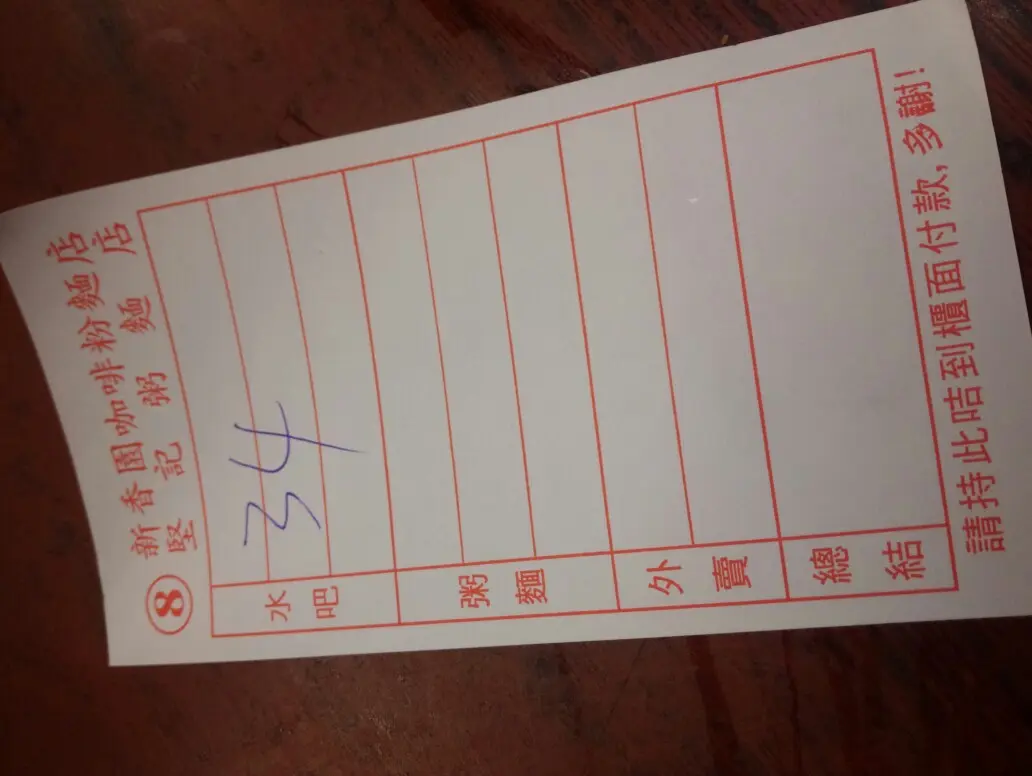 ⑧ 新香園咖啡粉麵店
堅記粥麵店
水吧
34
粥麵
外賣
總結
請持此咭到櫃面付款,多謝!